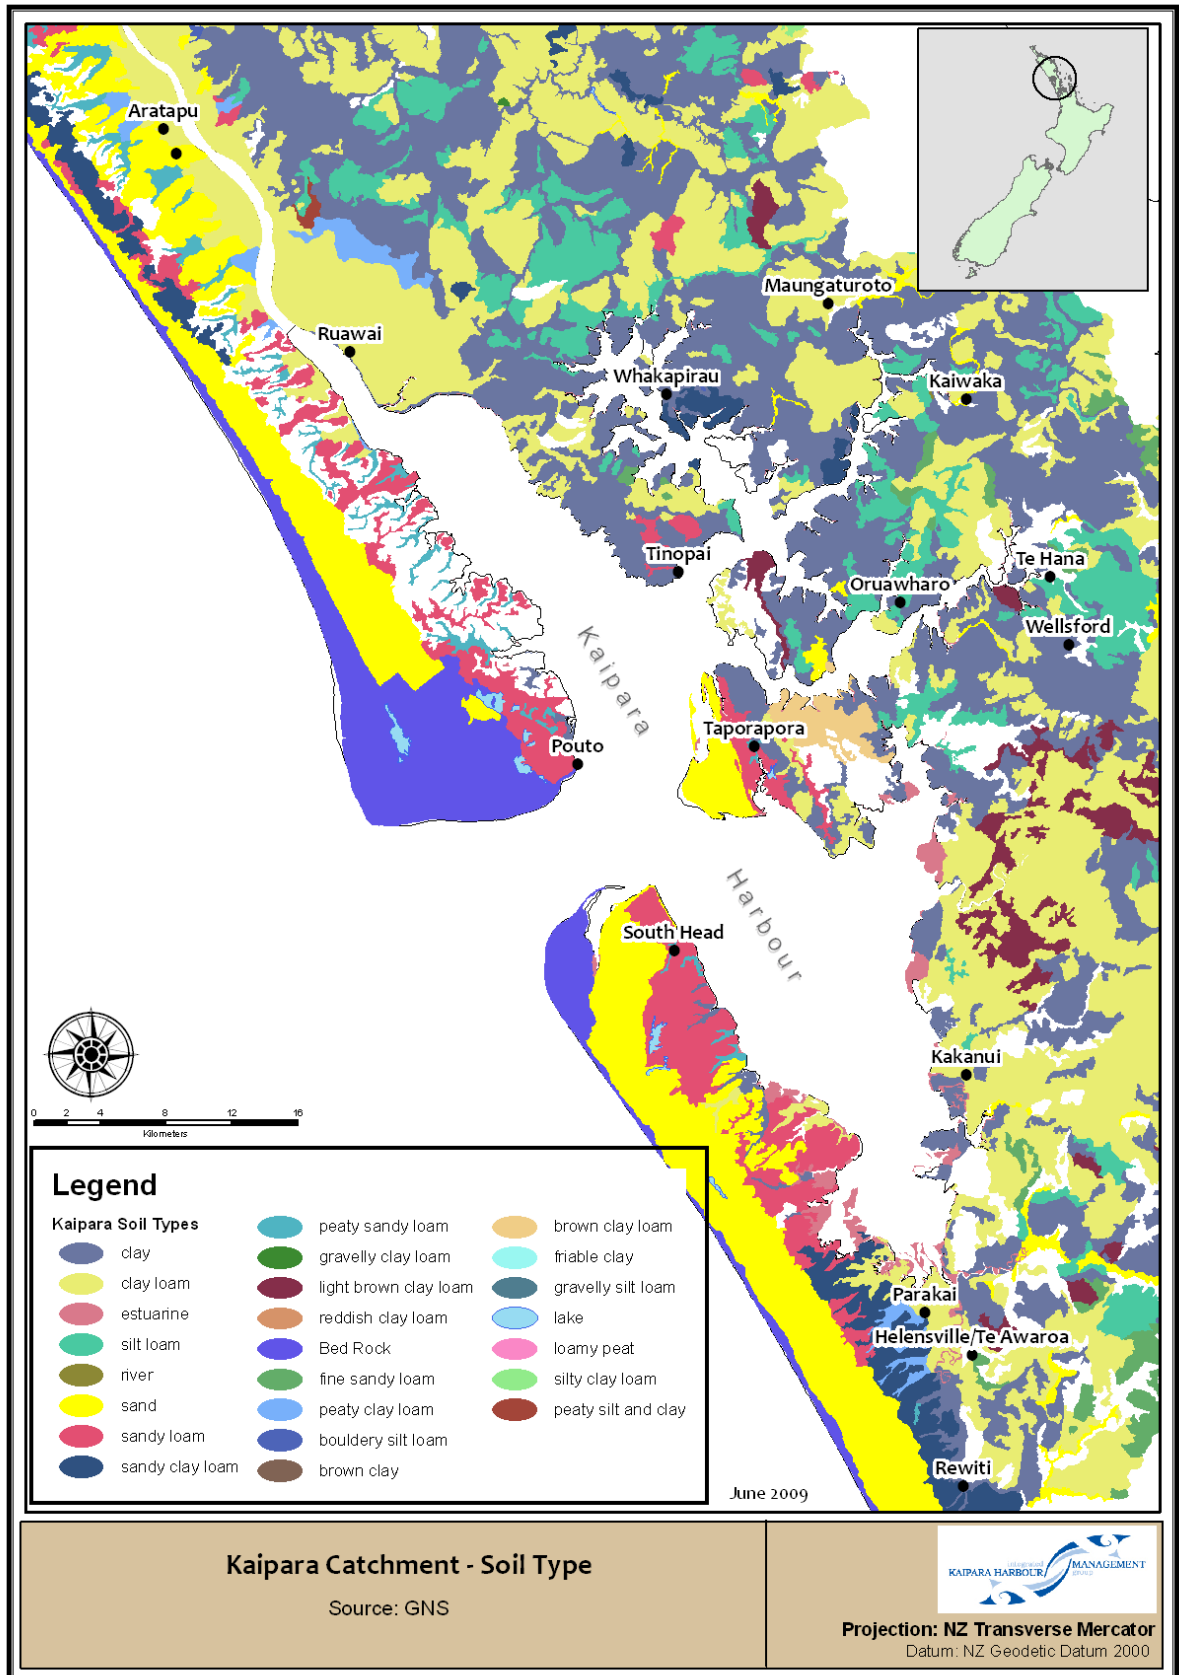 Aratapu
Maungaturoto
Ruawai
Whakapirau
Kaiwaka
Tinopai
Te Hana
Oruawharo
Wellsford
Kaipara
Taporapora
Pouto
Harbour
South Head
Kakanui
0 2 4 8 12 16
Kilometers
Parakai
Helensville/Te Awaroa
Rewiti
June 2009
Legend
Kaipara Soil Types
clay
clay loam
estuarine
silt loam
river
sand
sandy loam
sandy clay loam
peaty sandy loam
gravelly clay loam
light brown clay loam
reddish clay loam
Bed Rock
fine sandy loam
peaty clay loam
bouldery silt loam
brown clay
brown clay loam
friable clay
gravelly silt loam
lake
loamy peat
silty clay loam
peaty silt and clay
Kaipara Catchment - Soil Type
Source: GNS
integrated
KAIPARA HARBOUR MANAGEMENT
group
Projection: NZ Transverse Mercator
Datum: NZ Geodetic Datum 2000